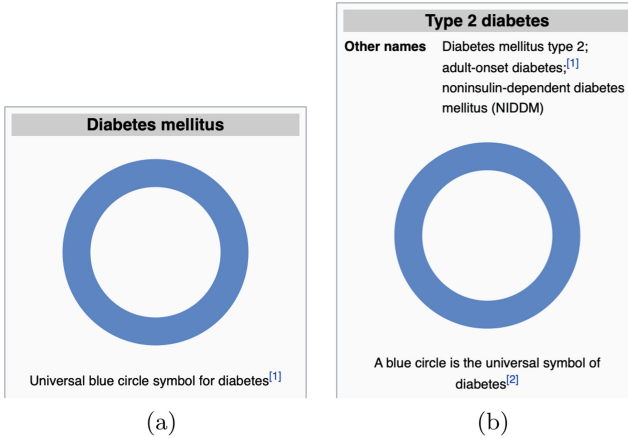 Diabetes mellitus
Universal blue circle symbol for diabetes[1]
(a)
Type 2 diabetes
Other names Diabetes mellitus type 2;
adult-onset diabetes;[1]
noninsulin-dependent diabetes
mellitus (NIDDM)
A blue circle is the universal symbol of
diabetes[2]
(b)